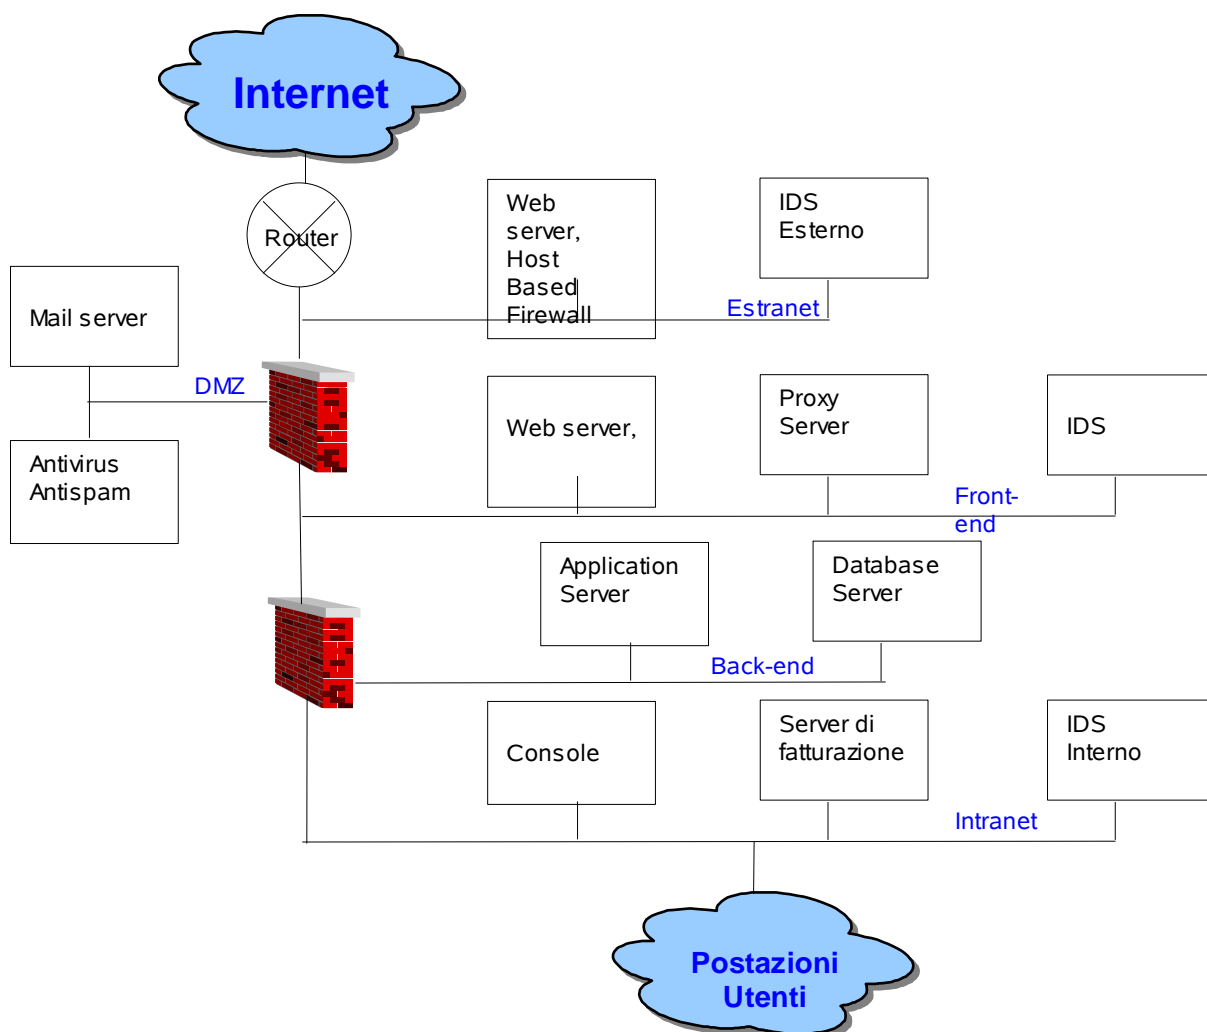 Internet
Router
Web
server,
Host
Based
Firewall
IDS
Esterno
Estranet
Mail server
DMZ
Antivirus
Antispam
Web server,
Proxy
Server
IDS
Front-
end
Application
Server
Database
Server
Back-end
Console
Server di
fatturazione
IDS
Interno
Intranet
Postazioni
Utenti